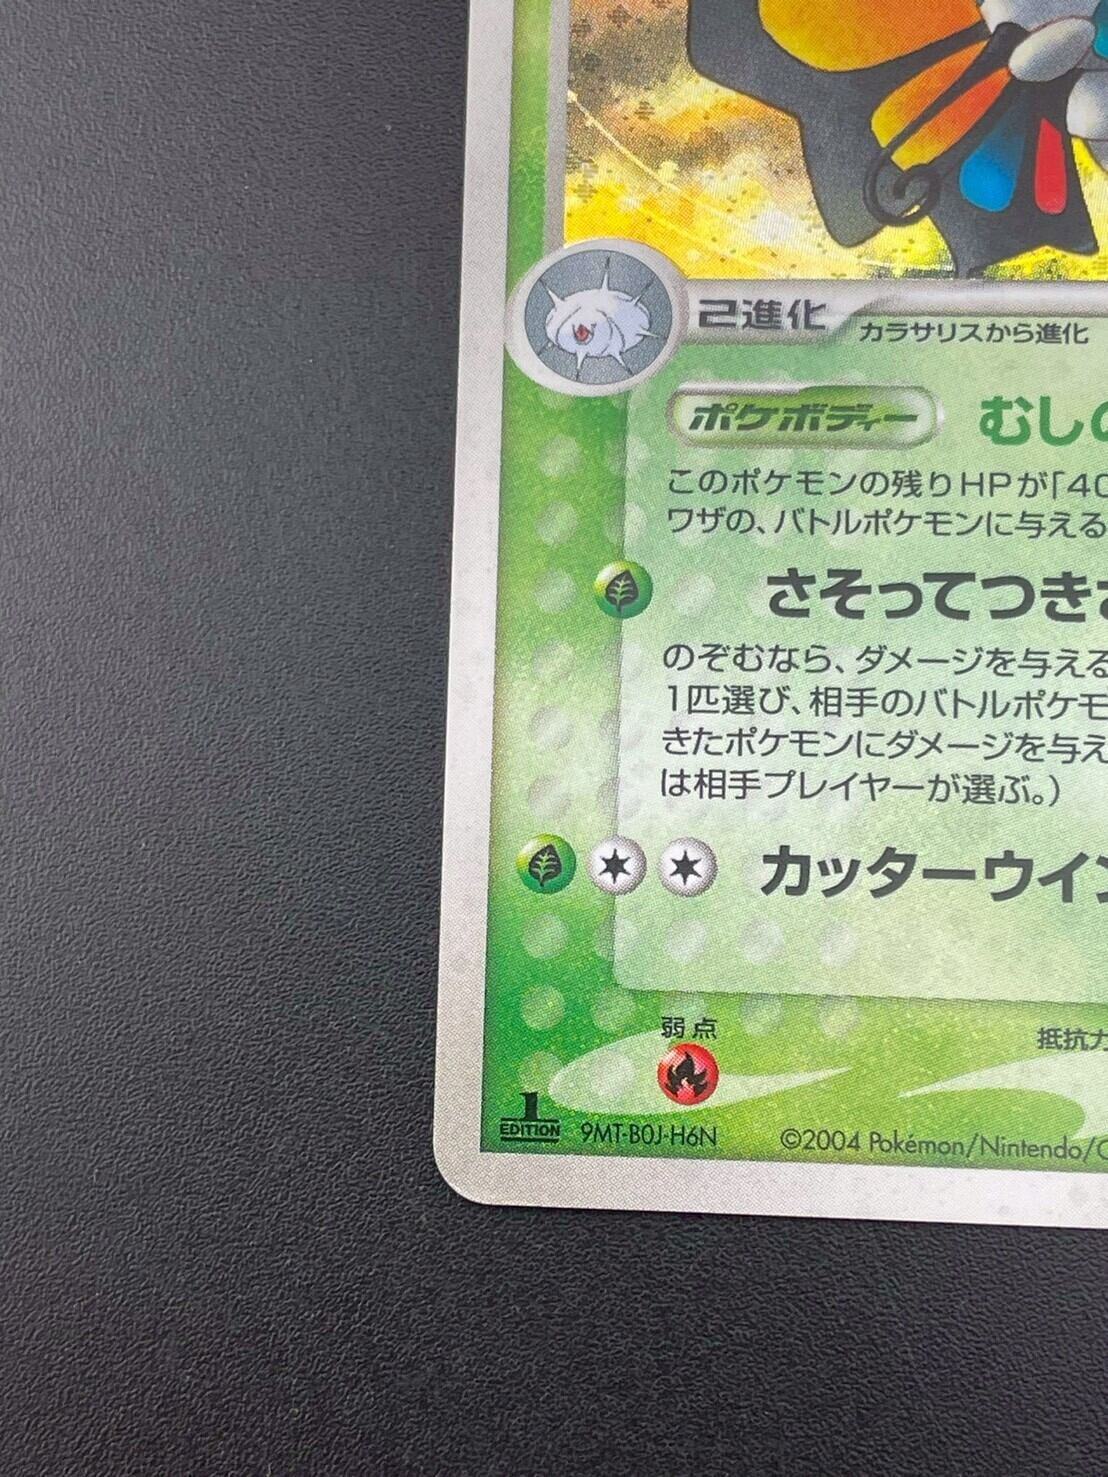 2進化
カラサリスから進化
ポケボディー むしの
このポケモンの残りHPが「40
ワザの、バトルポケモンに与える
さそってつきさ
のぞむなら、ダメージを与える
1匹選び、相手のバトルポケモ
きたポケモンにダメージを与え
は相手プレイヤーが選ぶ。)
カッターウイン
弱点
抵抗力
1 EDITION 9MT-B0J-H6N ©2004 Pokémon/Nintendo/C